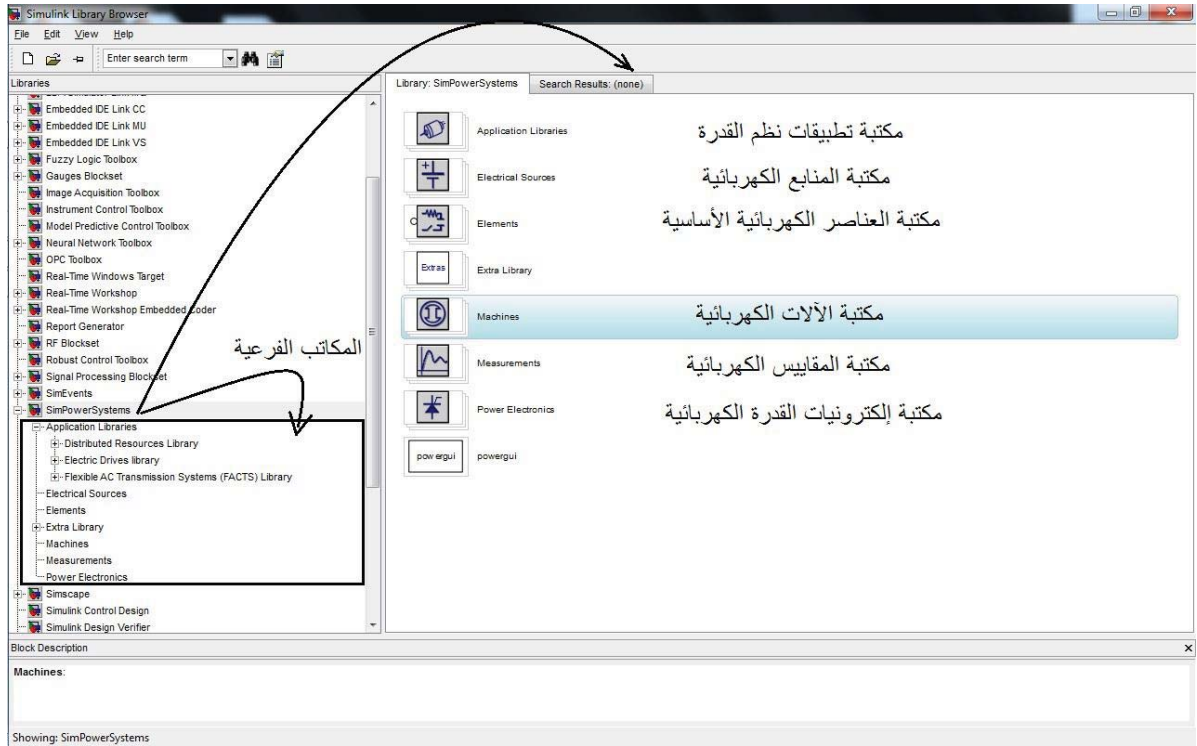 Simulink Library Browser
File Edit View Help
Enter search term
Libraries
Library: SimPowerSystems
Search Results: (none)
Embedded IDE Link CC
Embedded IDE Link MU
Embedded IDE Link VS
Fuzzy Logic Toolbox
Gauges Blockset
Image Acquisition Toolbox
Instrument Control Toolbox
Model Predictive Control Toolbox
Neural Network Toolbox
OPC Toolbox
Real-Time Windows Target
Real-Time Workshop
Real-Time Workshop Embedded Coder
Report Generator
RF Blockset
Robust Control Toolbox
Signal Processing Blockset
SimEvents
SimPowerSystems
Application Libraries
Distributed Resources Library
Electric Drives library
Flexible AC Transmission Systems (FACTS) Library
Electrical Sources
Elements
Extra Library
Machines
Measurements
Power Electronics
Simscape
Simulink Control Design
Simulink Design Verifier
المكاتب الفرعية
Application Libraries مكتبة تطبيقات نظم القدرة
Electrical Sources مكتبة المنابع الكهربائية
Elements مكتبة العناصر الكهربائية الأساسية
Extras Extra Library
Machines مكتبة الآلات الكهربائية
Measurements مكتبة المقاييس الكهربائية
Power Electronics مكتبة إلكترونيات القدرة الكهربائية
powergui powergui
Block Description
Machines:
Showing: SimPowerSystems